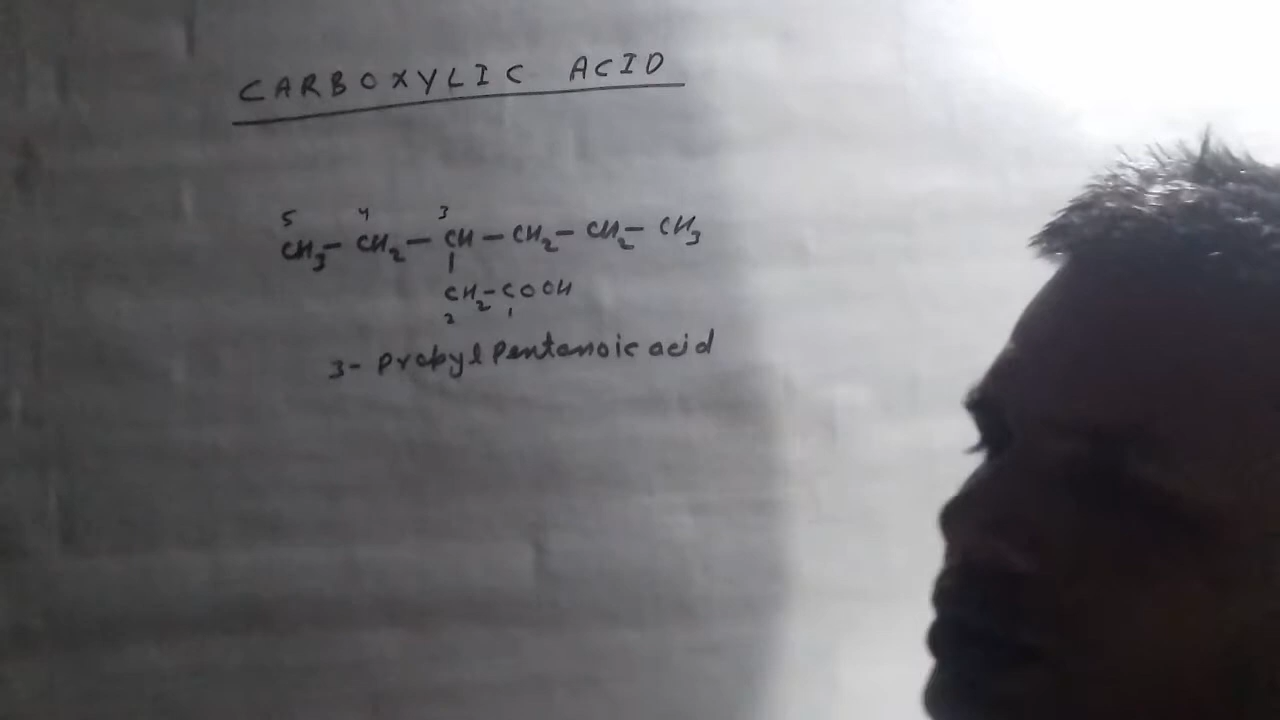 CARBOXYLIC ACID
5 4 3
CH3 - CH2 - CH - CH2 - CH2 - CH3
|
CH2 - COOH
2 1
3- Propyl Pentanoic acid